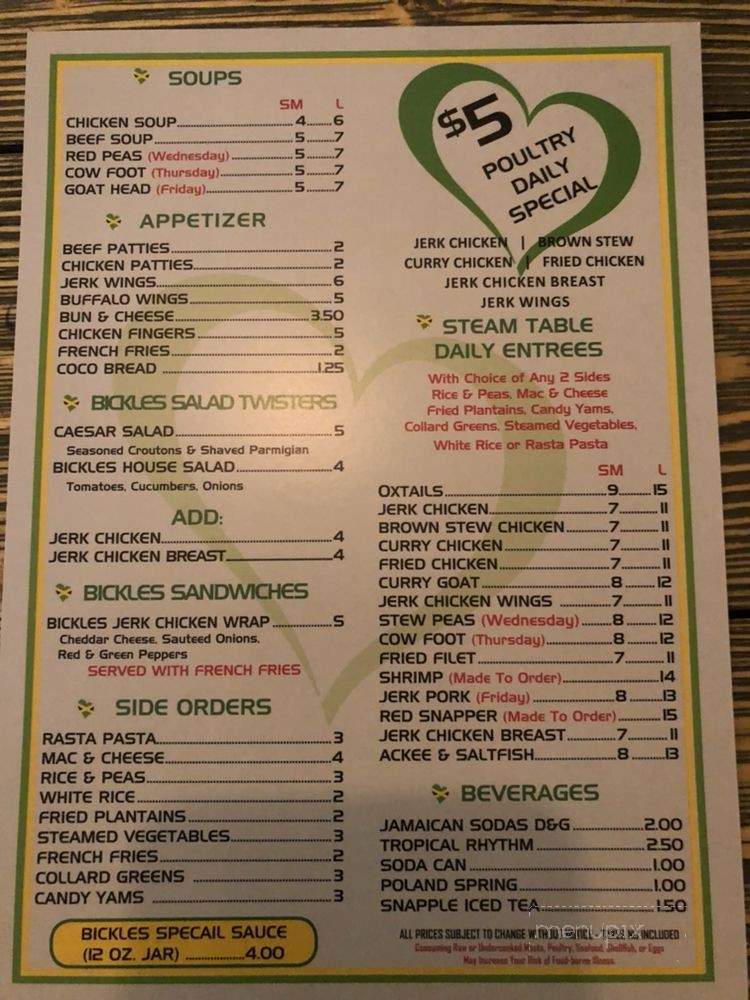 SOUPS
SM L
CHICKEN SOUP 4 6
BEEF SOUP 5 7
RED PEAS (Wednesday) 5 7
COW FOOT (Thursday) 5 7
GOAT HEAD (Friday) 5 7
APPETIZER
BEEF PATTIES 2
CHICKEN PATTIES 2
JERK WINGS 6
BUFFALO WINGS 5
BUN & CHEESE 3.50
CHICKEN FINGERS 5
FRENCH FRIES 2
COCO BREAD 1.25
BICKLES SALAD TWISTERS
CAESAR SALAD 5
Seasoned Croutons & Shaved Parmigian
BICKLES HOUSE SALAD 4
Tomatoes, Cucumbers, Onions
ADD:
JERK CHICKEN 4
JERK CHICKEN BREAST 4
BICKLES SANDWICHES
BICKLES JERK CHICKEN WRAP 5
Cheddar Cheese, Sauteed Onions,
Red & Green Peppers
SERVED WITH FRENCH FRIES
SIDE ORDERS
RASTA PASTA 3
MAC & CHEESE 4
RICE & PEAS 3
WHITE RICE 2
FRIED PLANTAINS 2
STEAMED VEGETABLES 3
FRENCH FRIES 2
COLLARD GREENS 3
CANDY YAMS 3
BICKLES SPECAIL SAUCE
(12 OZ. JAR) 4.00
$5
POULTRY
DAILY
SPECIAL
JERK CHICKEN | BROWN STEW
CURRY CHICKEN | FRIED CHICKEN
JERK CHICKEN BREAST
JERK WINGS
STEAM TABLE
DAILY ENTREES
With Choice of Any 2 Sides
Rice & Peas, Mac & Cheese
Fried Plantains, Candy Yams,
Collard Greens, Steamed Vegetables,
White Rice or Rasta Pasta
SM L
OXTAILS 9 15
JERK CHICKEN 7 11
BROWN STEW CHICKEN 7 11
CURRY CHICKEN 7 11
FRIED CHICKEN 7 11
CURRY GOAT 8 12
JERK CHICKEN WINGS 7 11
STEW PEAS (Wednesday) 8 12
COW FOOT (Thursday) 8 12
FRIED FILET 7 11
SHRIMP (Made To Order) 14
JERK PORK (Friday) 8 13
RED SNAPPER (Made To Order) 15
JERK CHICKEN BREAST 7 11
ACKEE & SALTFISH 8 13
BEVERAGES
JAMAICAN SODAS D&G 2.00
TROPICAL RHYTHM 2.50
SODA CAN 1.00
POLAND SPRING 1.00
SNAPPLE ICED TEA 1.50
menupix
ALL PRICES SUBJECT TO CHANGE INCLUDED
Consuming Raw or Undercooked Meats, Poultry, Seafood, Shellfish, or Eggs
May Increase Your Risk of Food-borne Illness.